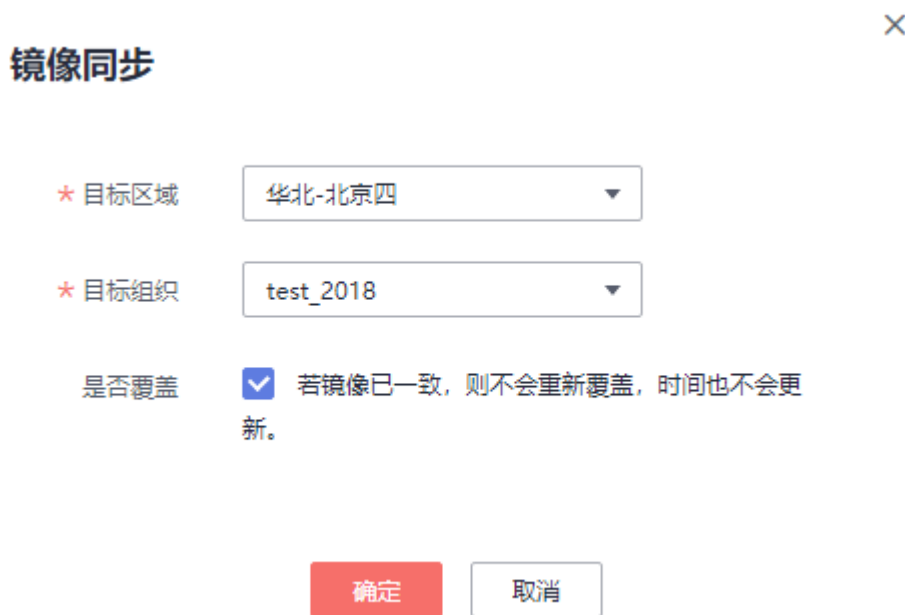 镜像同步
* 目标区域 华北-北京四
* 目标组织 test_2018
是否覆盖 若镜像已一致，则不会重新覆盖，时间也不会更
新。
确定 取消